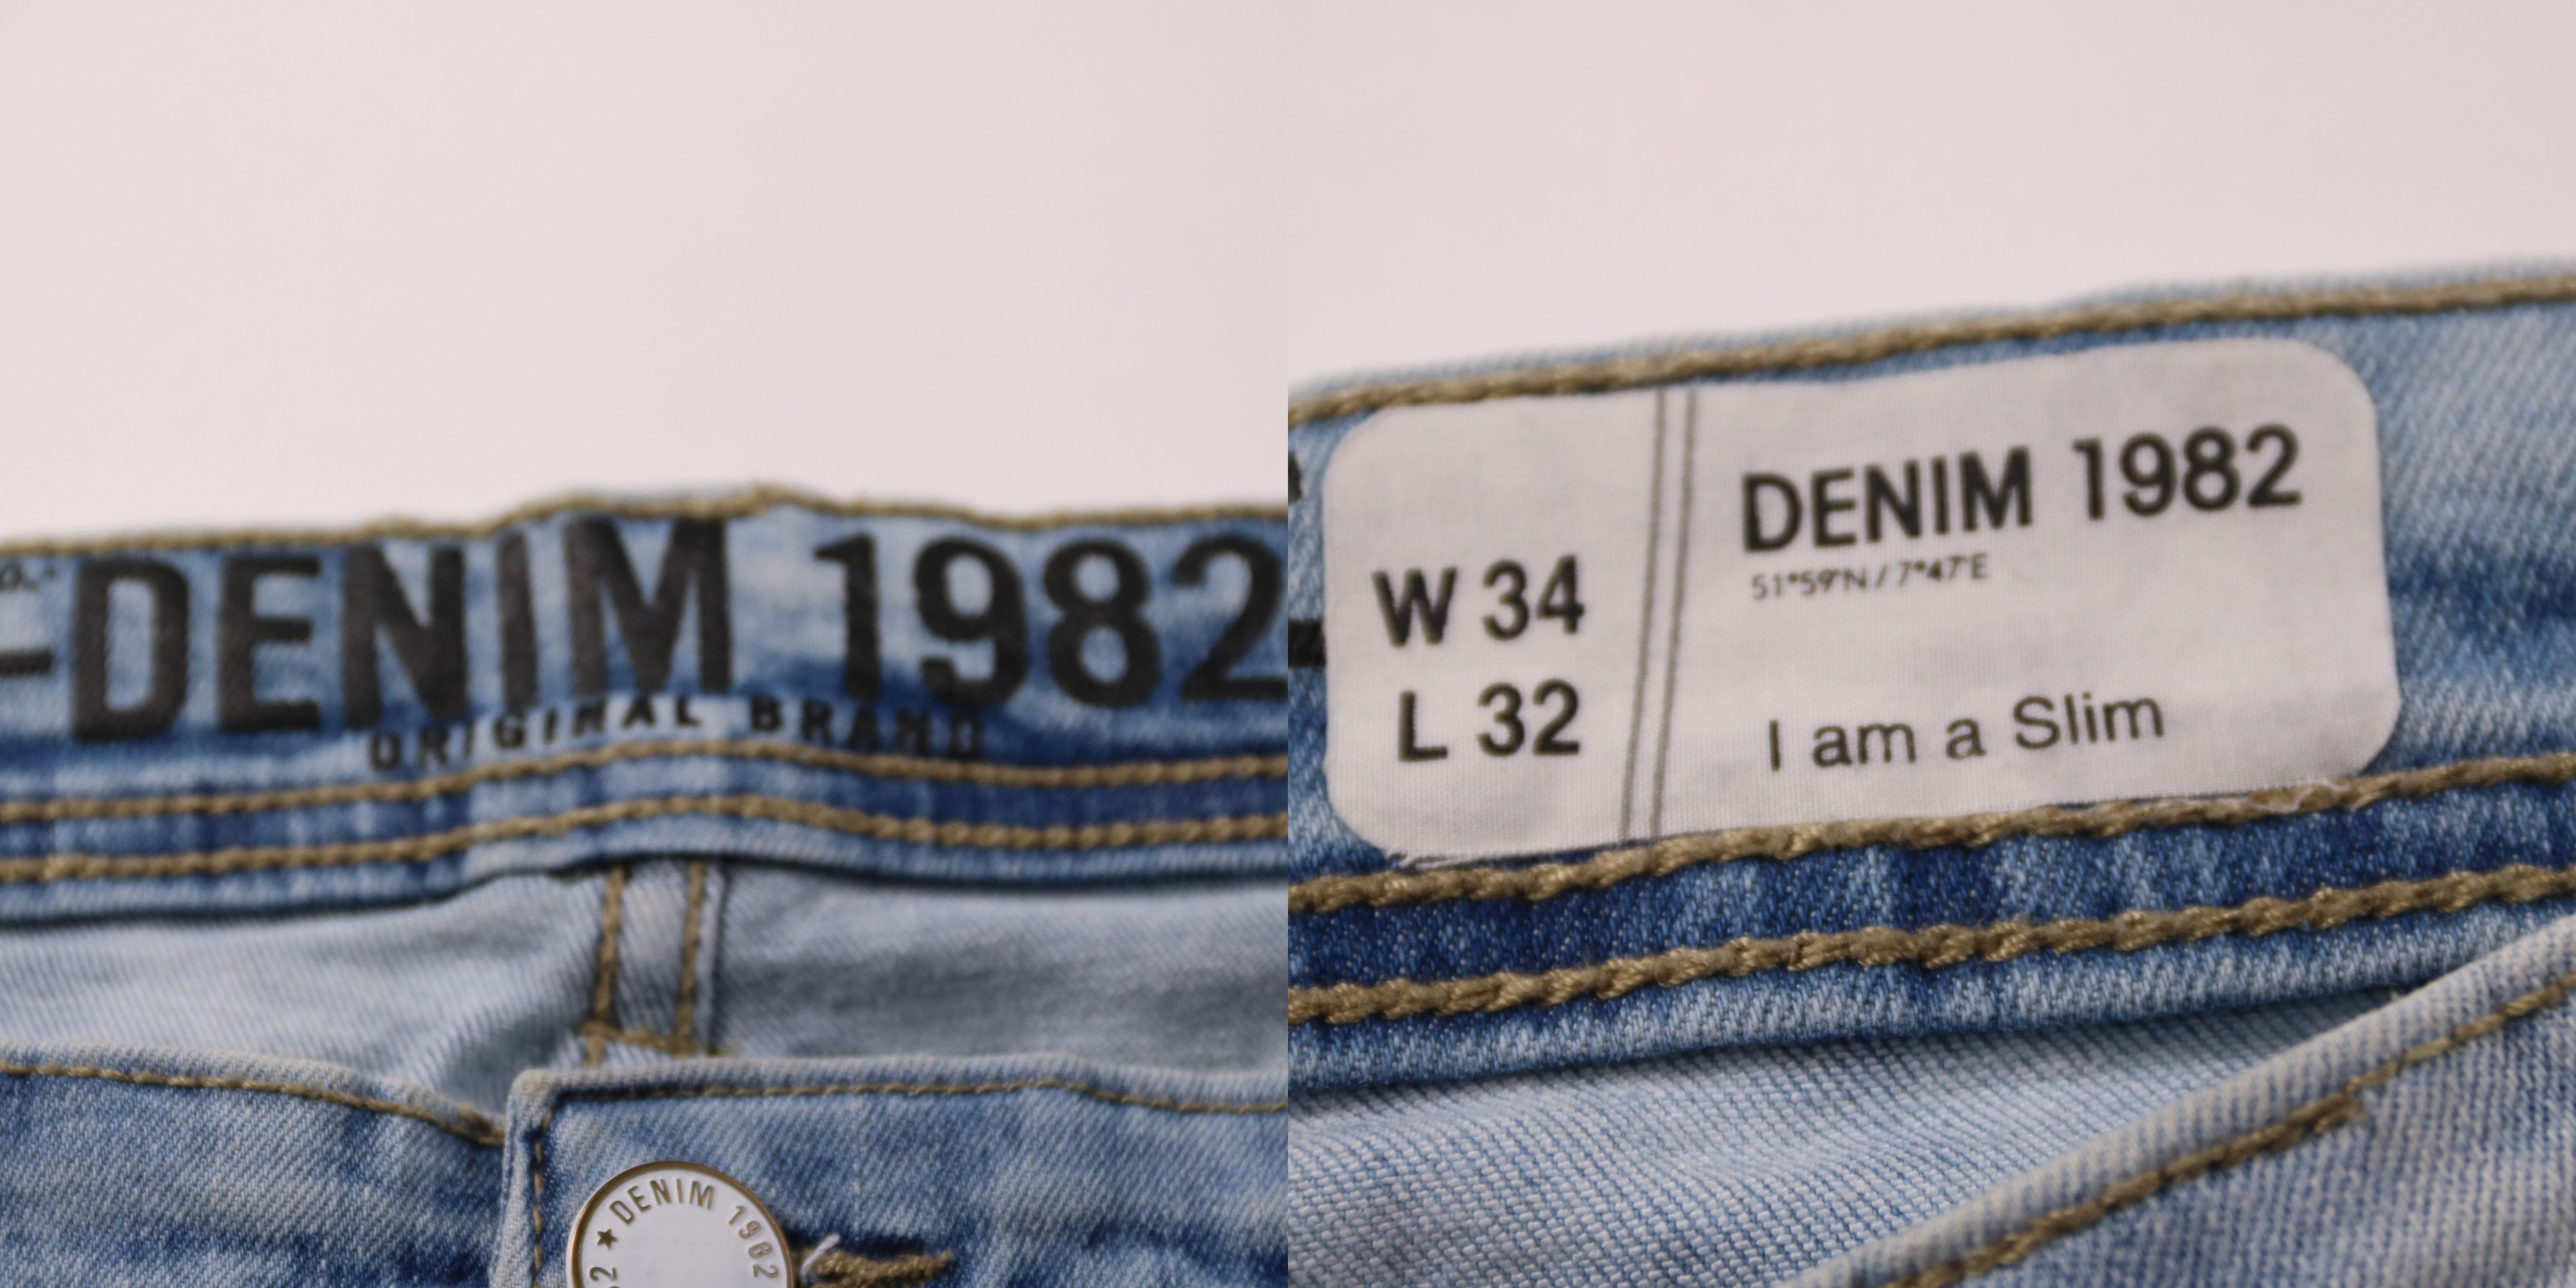 -DENIM 1982
ORIGINAL BRAND
★ DENIM 1982
DENIM 1982
51°59'N / 7°47'E
W 34
L 32
I am a Slim